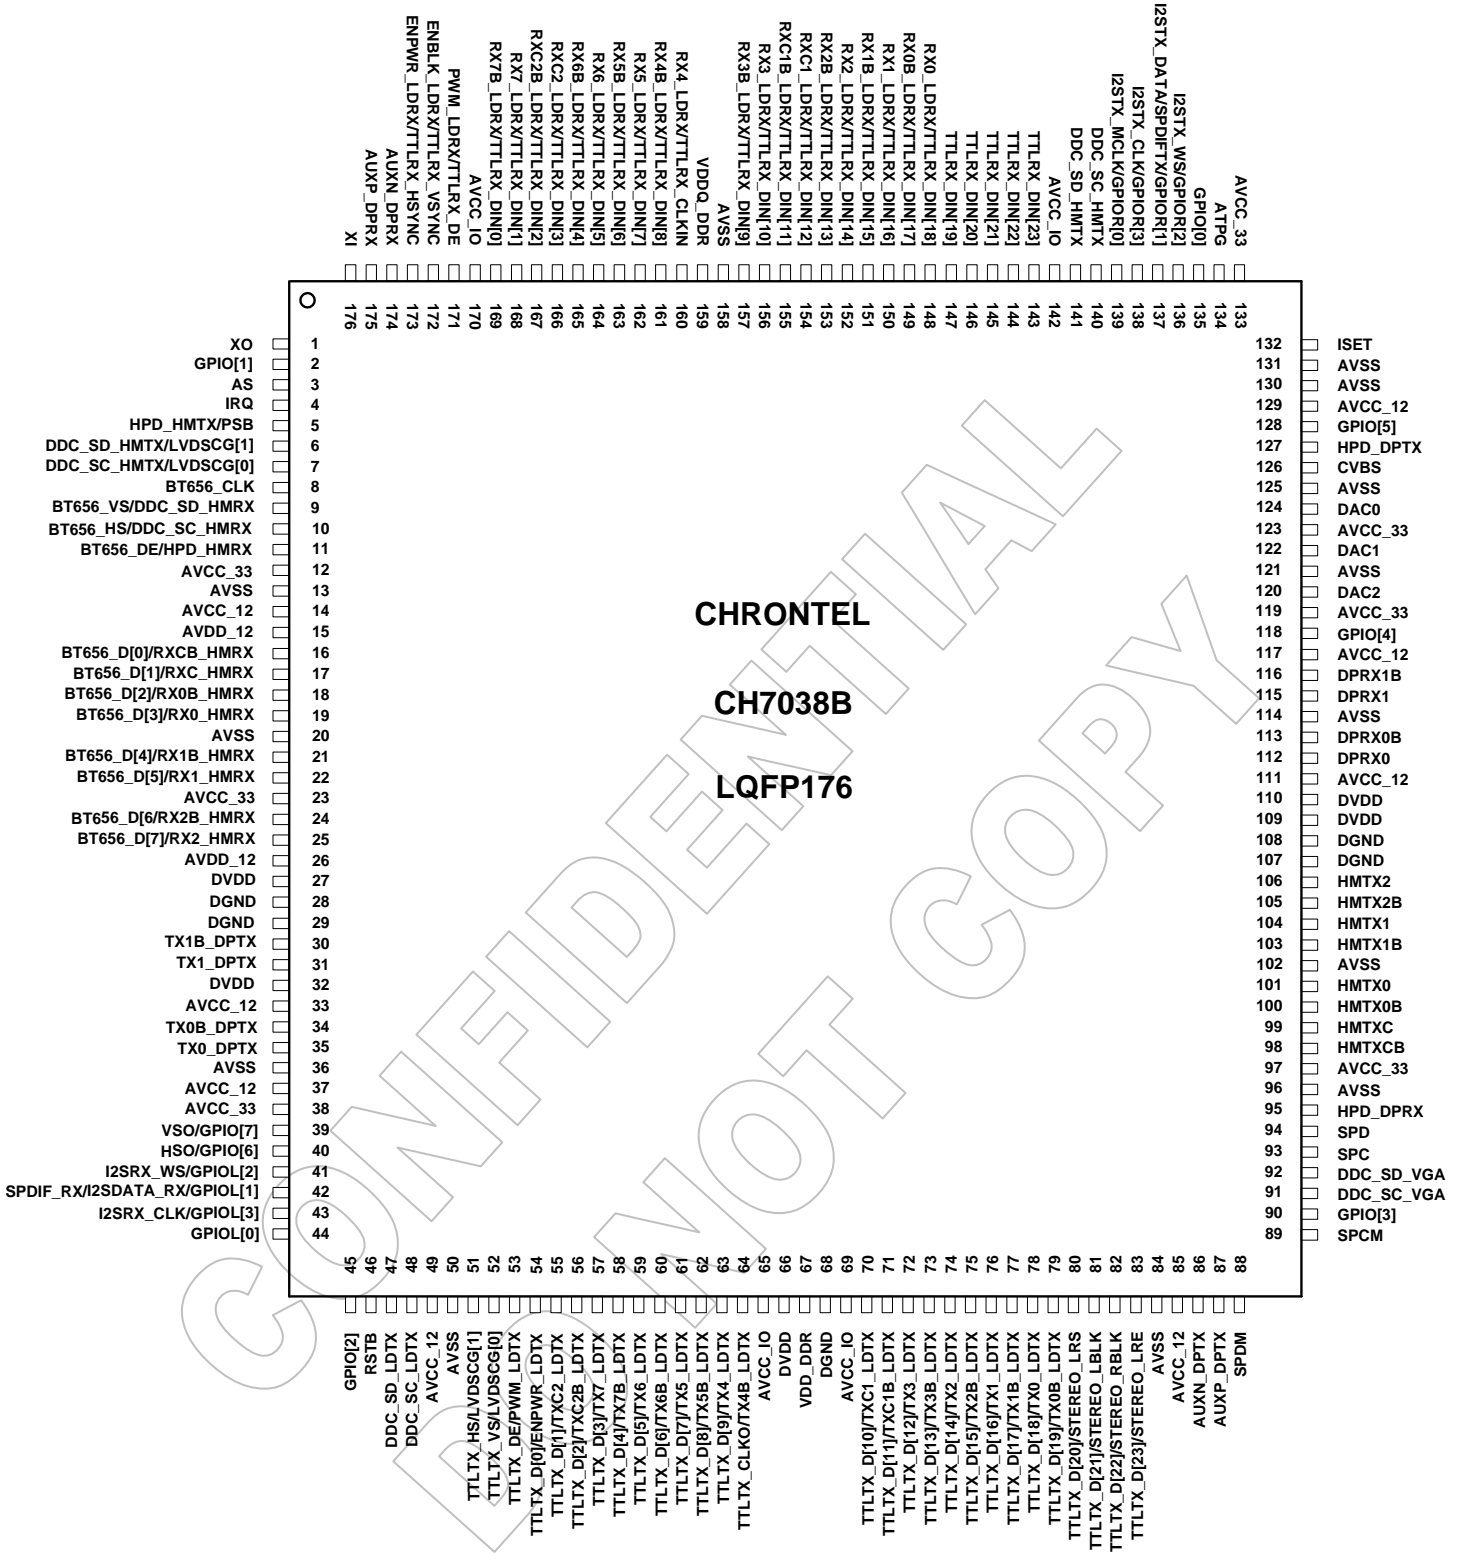 ENPWR_LDRX/TTLRX_HSYNC
ENBLK_LDRX/TTLRX_VSYNC
PWM_LDRX/TTLRX_DE
RX7B_LDRX/TTLRX_DIN[0]
RX7_LDRX/TTLRX_DIN[1]
RXC2B_LDRX/TTLRX_DIN[2]
RXC2_LDRX/TTLRX_DIN[3]
RX6B_LDRX/TTLRX_DIN[4]
RX6_LDRX/TTLRX_DIN[5]
RX5B_LDRX/TTLRX_DIN[6]
RX5_LDRX/TTLRX_DIN[7]
RX4B_LDRX/TTLRX_DIN[8]
RX4_LDRX/TTLRX_CLKIN
RX3B_LDRX/TTLRX_DIN[9]
RX3_LDRX/TTLRX_DIN[10]
RXC1B_LDRX/TTLRX_DIN[11]
RXC1_LDRX/TTLRX_DIN[12]
RX2B_LDRX/TTLRX_DIN[13]
RX2_LDRX/TTLRX_DIN[14]
RX1B_LDRX/TTLRX_DIN[15]
RX1_LDRX/TTLRX_DIN[16]
RX0B_LDRX/TTLRX_DIN[17]
RX0_LDRX/TTLRX_DIN[18]
TTLRX_DIN[19]
TTLRX_DIN[20]
TTLRX_DIN[21]
TTLRX_DIN[22]
TTLRX_DIN[23]
AVCC_IO
DDC_SD_HMTX
DDC_SC_HMTX
I2STX_MCLK/GPIOR[0]
I2STX_CLK/GPIOR[3]
I2STX_DATA/SPDIFTX/GPIOR[1]
I2STX_WS/GPIOR[2]
GPIO[0]
ATPG
AVCC_33
XI
AUXP_DPRX
AUXN_DPRX
AVCC_IO
VDDQ_DDR
AVSS
176 175 174 173 172 171 170 169 168 167 166 165 164 163 162 161 160 159 158 157 156 155 154 153 152 151 150 149 148 147 146 145 144 143 142 141 140 139 138 137 136 135 134 133
XO 1
GPIO[1] 2
AS 3
IRQ 4
HPD_HMTX/PSB 5
DDC_SD_HMTX/LVDSCG[1] 6
DDC_SC_HMTX/LVDSCG[0] 7
BT656_CLK 8
BT656_VS/DDC_SD_HMRX 9
BT656_HS/DDC_SC_HMRX 10
BT656_DE/HPD_HMRX 11
AVCC_33 12
AVSS 13
AVCC_12 14
AVDD_12 15
BT656_D[0]/RXCB_HMRX 16
BT656_D[1]/RXC_HMRX 17
BT656_D[2]/RX0B_HMRX 18
BT656_D[3]/RX0_HMRX 19
AVSS 20
BT656_D[4]/RX1B_HMRX 21
BT656_D[5]/RX1_HMRX 22
AVCC_33 23
BT656_D[6/RX2B_HMRX 24
BT656_D[7]/RX2_HMRX 25
AVDD_12 26
DVDD 27
DGND 28
DGND 29
TX1B_DPTX 30
TX1_DPTX 31
DVDD 32
AVCC_12 33
TX0B_DPTX 34
TX0_DPTX 35
AVSS 36
AVCC_12 37
AVCC_33 38
VSO/GPIO[7] 39
HSO/GPIO[6] 40
I2SRX_WS/GPIOL[2] 41
SPDIF_RX/I2SDATA_RX/GPIOL[1] 42
I2SRX_CLK/GPIOL[3] 43
GPIOL[0] 44
CHRONTEL
CH7038B
LQFP176
CONFIDENTIAL
DO NOT COPY
132 ISET
131 AVSS
130 AVSS
129 AVCC_12
128 GPIO[5]
127 HPD_DPTX
126 CVBS
125 AVSS
124 DAC0
123 AVCC_33
122 DAC1
121 AVSS
120 DAC2
119 AVCC_33
118 GPIO[4]
117 AVCC_12
116 DPRX1B
115 DPRX1
114 AVSS
113 DPRX0B
112 DPRX0
111 AVCC_12
110 DVDD
109 DVDD
108 DGND
107 DGND
106 HMTX2
105 HMTX2B
104 HMTX1
103 HMTX1B
102 AVSS
101 HMTX0
100 HMTX0B
99 HMTXC
98 HMTXCB
97 AVCC_33
96 AVSS
95 HPD_DPRX
94 SPD
93 SPC
92 DDC_SD_VGA
91 DDC_SC_VGA
90 GPIO[3]
89 SPCM
45 46 47 48 49 50 51 52 53 54 55 56 57 58 59 60 61 62 63 64 65 66 67 68 69 70 71 72 73 74 75 76 77 78 79 80 81 82 83 84 85 86 87 88
GPIO[2]
RSTB
DDC_SD_LDTX
DDC_SC_LDTX
AVCC_12
AVSS
TTLTX_HS/LVDSCG[1]
TTLTX_VS/LVDSCG[0]
TTLTX_DE/PWM_LDTX
TTLTX_D[0]/ENPWR_LDTX
TTLTX_D[1]/TXC2_LDTX
TTLTX_D[2]/TXC2B_LDTX
TTLTX_D[3]/TX7_LDTX
TTLTX_D[4]/TX7B_LDTX
TTLTX_D[5]/TX6_LDTX
TTLTX_D[6]/TX6B_LDTX
TTLTX_D[7]/TX5_LDTX
TTLTX_D[8]/TX5B_LDTX
TTLTX_D[9]/TX4_LDTX
TTLTX_CLKO/TX4B_LDTX
AVCC_IO
DVDD
VDD_DDR
DGND
AVCC_IO
TTLTX_D[10]/TXC1_LDTX
TTLTX_D[11]/TXC1B_LDTX
TTLTX_D[12]/TX3_LDTX
TTLTX_D[13]/TX3B_LDTX
TTLTX_D[14]/TX2_LDTX
TTLTX_D[15]/TX2B_LDTX
TTLTX_D[16]/TX1_LDTX
TTLTX_D[17]/TX1B_LDTX
TTLTX_D[18]/TX0_LDTX
TTLTX_D[19]/TX0B_LDTX
TTLTX_D[20]/STEREO_LRS
TTLTX_D[21]/STEREO_LBLK
TTLTX_D[22]/STEREO_RBLK
TTLTX_D[23]/STEREO_LRE
AVSS
AVCC_12
AUXN_DPTX
AUXP_DPTX
SPDM